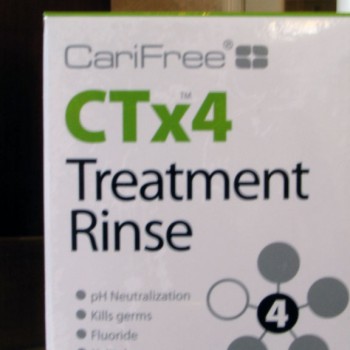 CariFree®
CTx4™
Treatment
Rinse
pH Neutralization
Kills germs
Fluoride
4